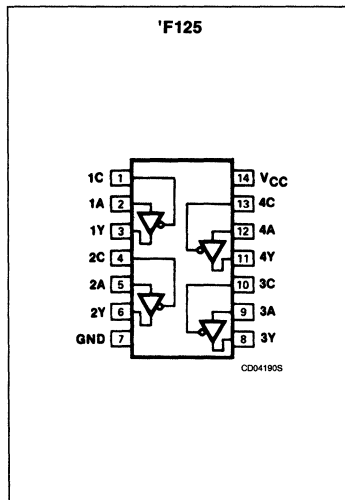 'F125
1C 1 14 VCC
1A 2 13 4C
1Y 3 12 4A
2C 4 11 4Y
2A 5 10 3C
2Y 6 9 3A
GND 7 8 3Y
CD04190S